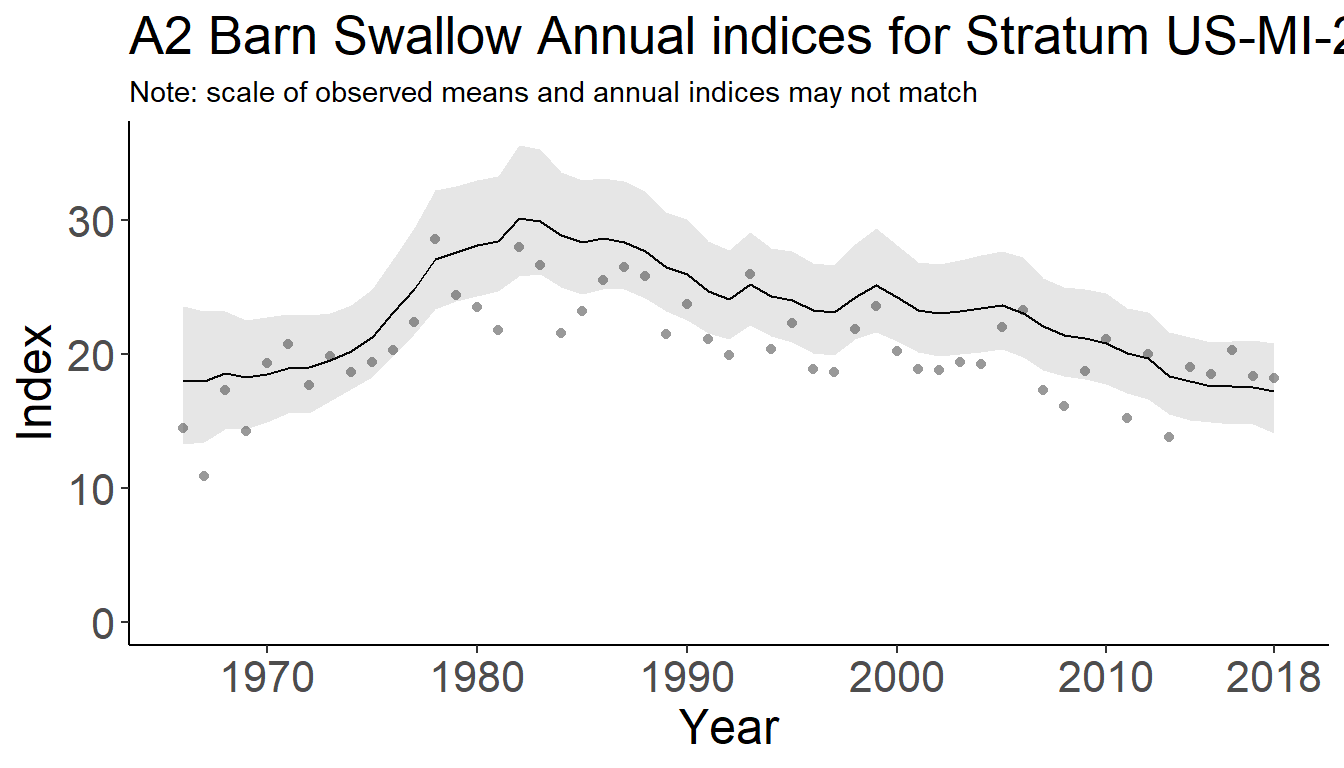 A2 Barn Swallow Annual indices for Stratum US-MI-2
Note: scale of observed means and annual indices may not match
30
20
10
0
Index
1970 1980 1990 2000 2010 2018
Year